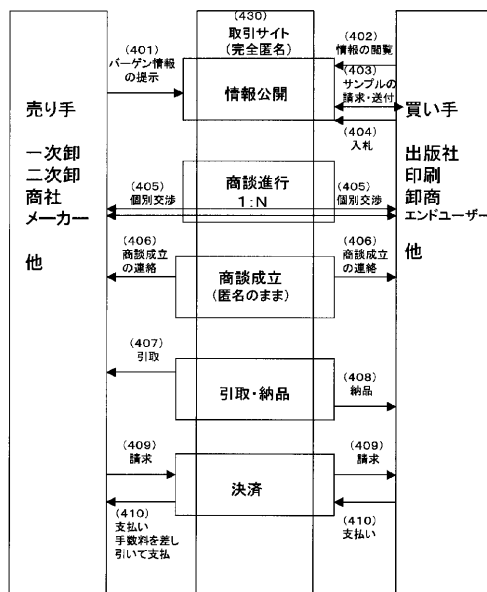 (430)
取引サイト
(完全匿名)
(401)
バーゲン情報
の提示
情報公開
(402)
情報の閲覧
(403)
サンプルの
請求・送付
(404)
入札
売り手
一次卸
二次卸
商社
メーカー
他
買い手
出版社
印刷
卸商
エンドユーザー
他
(405)
個別交渉
商談進行
1:N
(405)
個別交渉
(406)
商談成立
の連絡
商談成立
(匿名のまま)
(406)
商談成立
の連絡
(407)
引取
引取・納品
(408)
納品
(409)
請求
決済
(409)
請求
(410)
支払い
手数料を差し
引いて支払
(410)
支払い